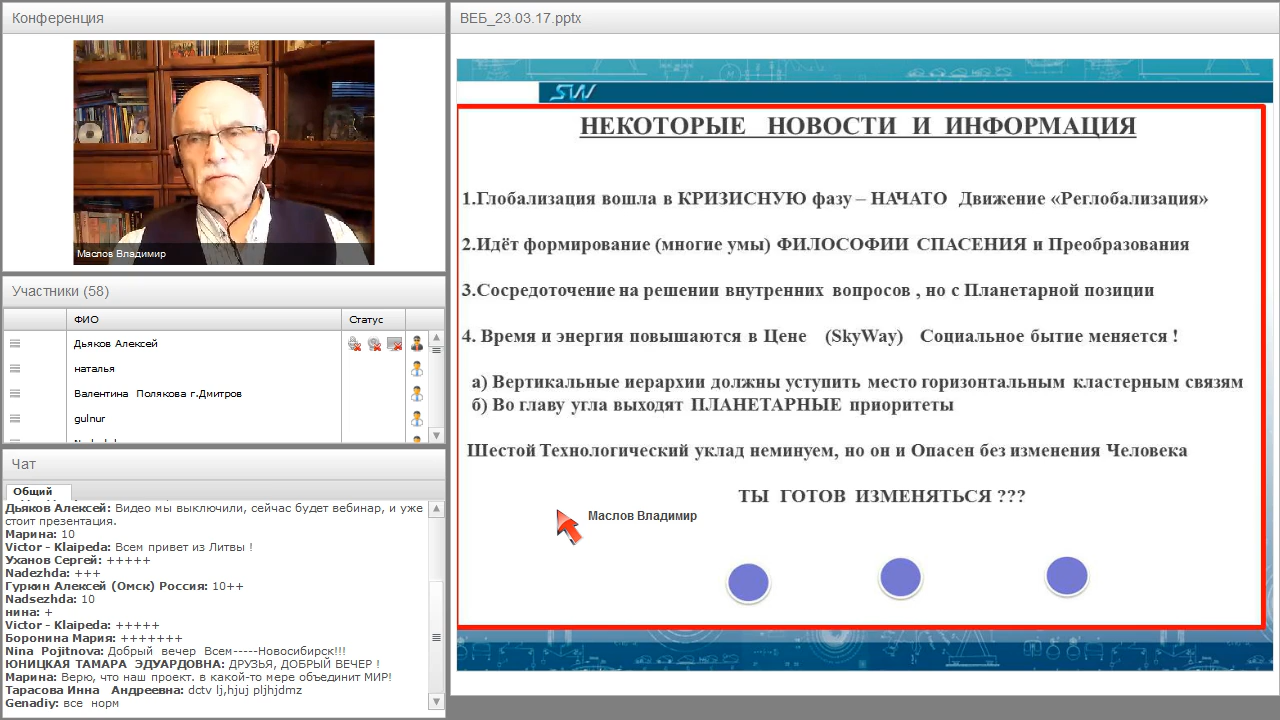 Конференция
Маслов Владимир
Участники (58)
ФИО
Статус
Дьяков Алексей
наталья
Валентина Полякова г.Дмитров
gulnur
Чат
Общий
Дьяков Алексей: Видео мы выключили, сейчас будет вебинар, и уже
стоит презентация.
Марина: 10
Victor - Klaipeda: Всем привет из Литвы !
Уханов Сергей: +++++
Nadezhda: +++
Гуркин Алексей (Омск) Россия: 10++
Nadsezhda: 10
нина: +
Victor - Klaipeda: +++++
Боронина Мария: +++++++
Nina Pojitnova: Добрый вечер Всем-----Новосибирск!!!
ЮНИЦКАЯ ТАМАРА ЭДУАРДОВНА: ДРУЗЬЯ, ДОБРЫЙ ВЕЧЕР !
Марина: Верю, что наш проект. в какой-то мере объединит МИР!
Тарасова Инна Андреевна: dctv lj,hjuj pljhjdmz
Genadiy: все норм
ВЕБ_23.03.17.pptx
SW
НЕКОТОРЫЕ НОВОСТИ И ИНФОРМАЦИЯ
1.Глобализация вошла в КРИЗИСНУЮ фазу – НАЧАТО Движение «Реглобализация»
2.Идёт формирование (многие умы) ФИЛОСОФИИ СПАСЕНИЯ и Преобразования
3.Сосредоточение на решении внутренних вопросов , но с Планетарной позиции
4. Время и энергия повышаются в Цене (SkyWay) Социальное бытие меняется !
а) Вертикальные иерархии должны уступить место горизонтальным кластерным связям
б) Во главу угла выходят ПЛАНЕТАРНЫЕ приоритеты
Шестой Технологический уклад неминуем, но он и Опасен без изменения Человека
ТЫ ГОТОВ ИЗМЕНЯТЬСЯ ???
Маслов Владимир